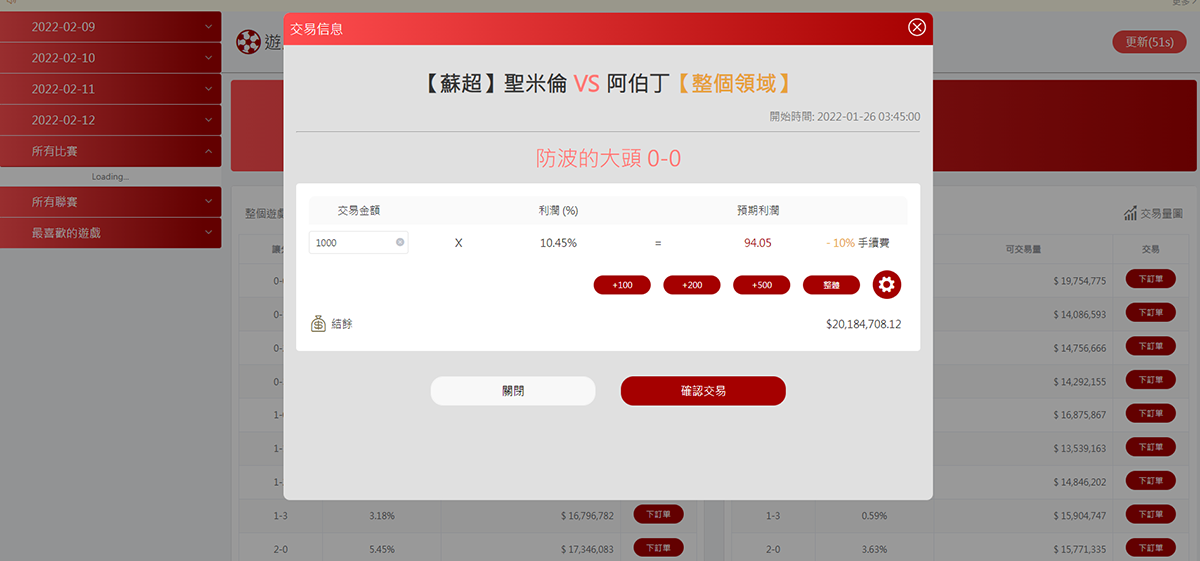 更多
2022-02-09
2022-02-10
2022-02-11
2022-02-12
所有比賽
Loading...
所有聯賽
最喜歡的遊戲
遊
更新(51s)
交易信息
【蘇超】聖米倫 VS 阿伯丁【整個領域】
開始時間: 2022-01-26 03:45:00
防波的大頭 0-0
交易金額 利潤 (%) 預期利潤
1000 X 10.45% = 94.05 - 10% 手續費
+100 +200 +500 整體
結餘 $20,184,708.12
關閉 確認交易
整個遊 交易量圖
可交易量 交易
0- $ 19,754,775 下訂單
0- $ 14,086,593 下訂單
0- $ 14,756,666 下訂單
0- $ 14,292,155 下訂單
1- $ 16,875,867 下訂單
1- $ 13,539,163 下訂單
1- $ 14,846,202 下訂單
1-3 3.18% $ 16,796,782 下訂單 1-3 0.59% $ 15,904,747 下訂單
2-0 5.45% $ 17,346,083 下訂單 2-0 3.63% $ 15,771,335 下訂單